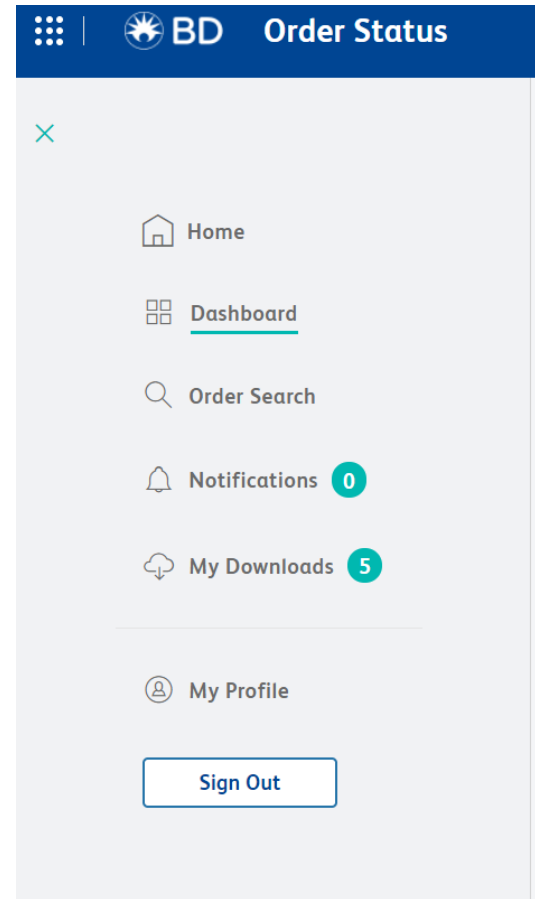 BD Order Status
Home
Dashboard
Order Search
Notifications 0
My Downloads 5
My Profile
Sign Out